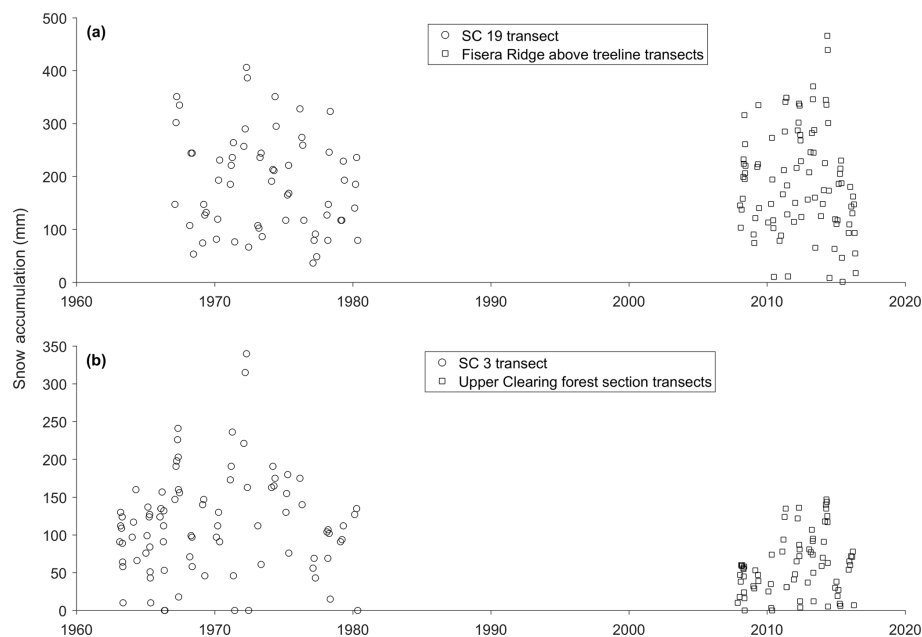 500
(a)
SC 19 transect
Fisera Ridge above treeline transects
400
300
200
100
0
1960 1970 1980 1990 2000 2010 2020
Snow accumulation (mm)
350
(b)
SC 3 transect
Upper Clearing forest section transects
300
250
200
150
100
50
0
1960 1970 1980 1990 2000 2010 2020